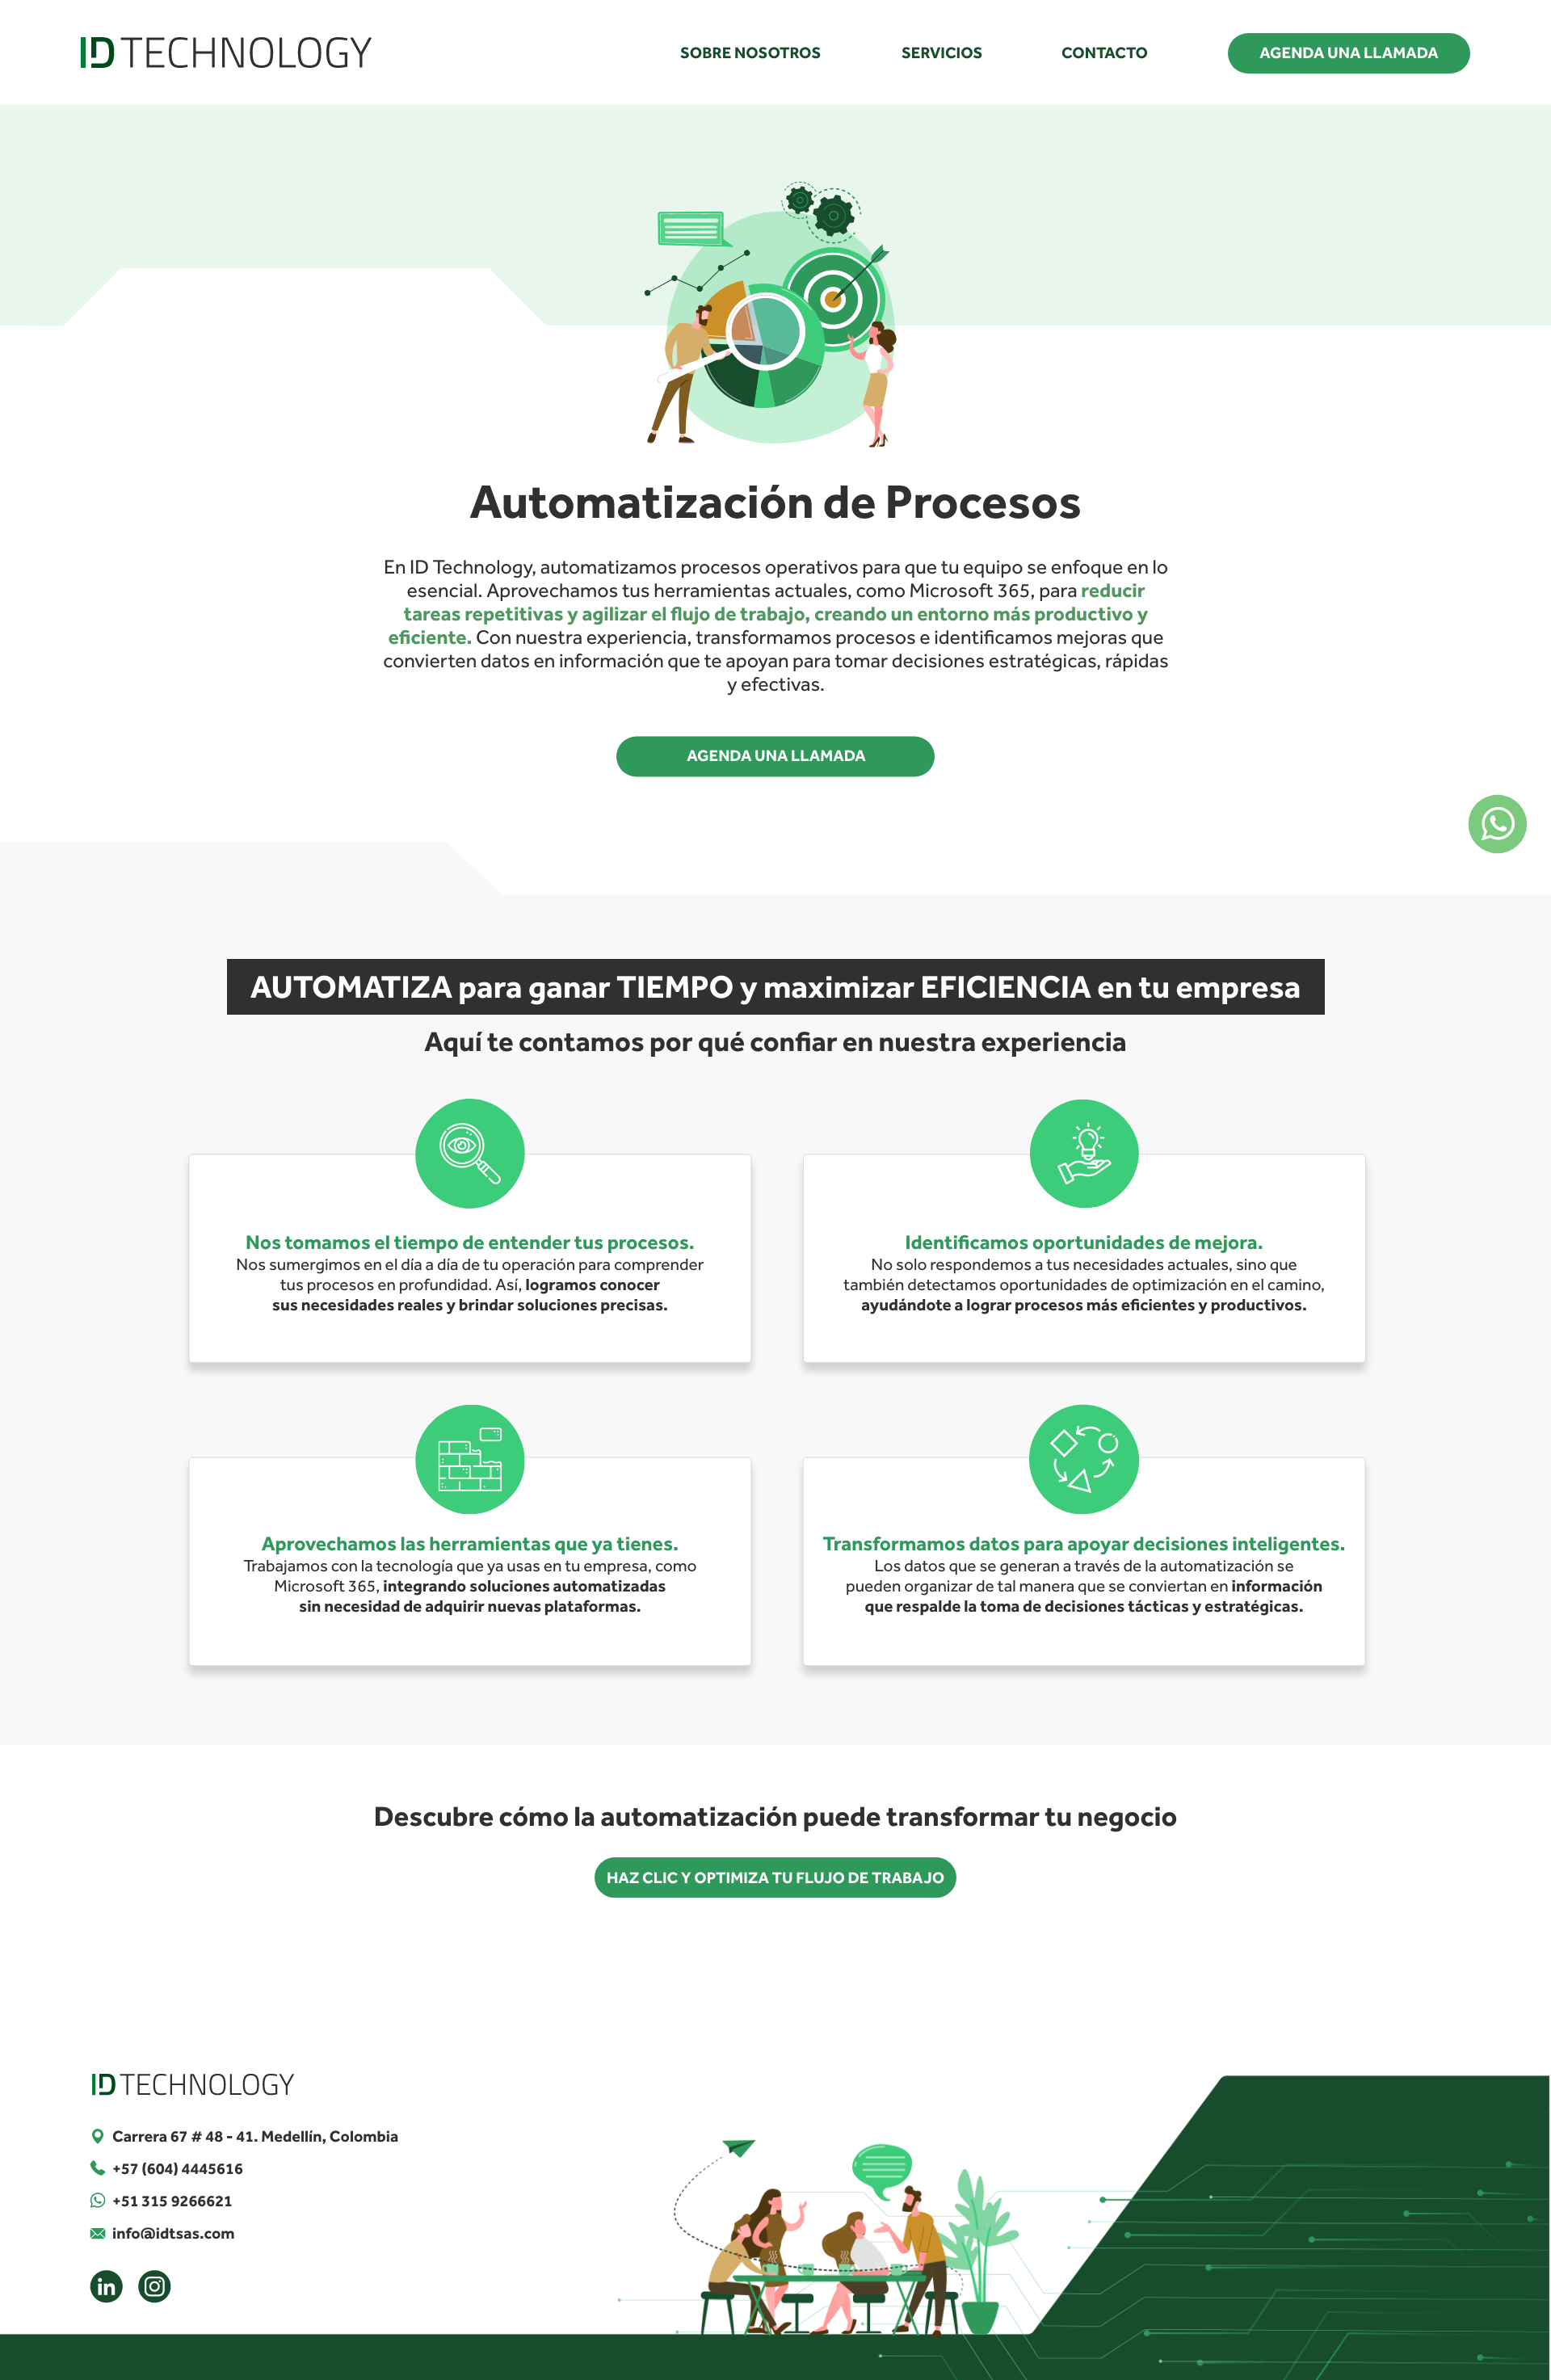 ID TECHNOLOGY
SOBRE NOSOTROS
SERVICIOS
CONTACTO
AGENDA UNA LLAMADA
Automatización de Procesos
En ID Technology, automatizamos procesos operativos para que tu equipo se enfoque en lo
esencial. Aprovechamos tus herramientas actuales, como Microsoft 365, para reducir
tareas repetitivas y agilizar el flujo de trabajo, creando un entorno más productivo y
eficiente. Con nuestra experiencia, transformamos procesos e identificamos mejoras que
convierten datos en información que te apoyan para tomar decisiones estratégicas, rápidas
y efectivas.
AGENDA UNA LLAMADA
AUTOMATIZA para ganar TIEMPO y maximizar EFICIENCIA en tu empresa
Aquí te contamos por qué confiar en nuestra experiencia
Nos tomamos el tiempo de entender tus procesos.
Nos sumergimos en el día a día de tu operación para comprender
tus procesos en profundidad. Así, logramos conocer
sus necesidades reales y brindar soluciones precisas.
Identificamos oportunidades de mejora.
No solo respondemos a tus necesidades actuales, sino que
también detectamos oportunidades de optimización en el camino,
ayudándote a lograr procesos más eficientes y productivos.
Aprovechamos las herramientas que ya tienes.
Trabajamos con la tecnología que ya usas en tu empresa, como
Microsoft 365, integrando soluciones automatizadas
sin necesidad de adquirir nuevas plataformas.
Transformamos datos para apoyar decisiones inteligentes.
Los datos que se generan a través de la automatización se
pueden organizar de tal manera que se conviertan en información
que respalde la toma de decisiones tácticas y estratégicas.
Descubre cómo la automatización puede transformar tu negocio
HAZ CLIC Y OPTIMIZA TU FLUJO DE TRABAJO
ID TECHNOLOGY
Carrera 67 # 48 - 41. Medellín, Colombia
+57 (604) 4445616
+51 315 9266621
info@idtsas.com
in